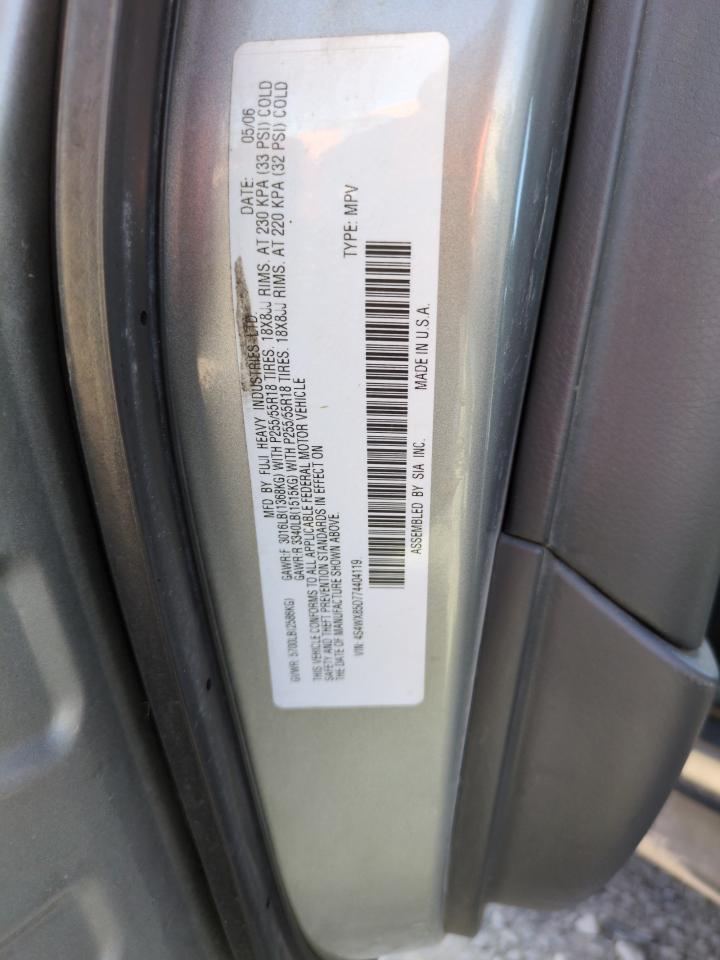 MFD. BY FUJI HEAVY INDUSTRIES LTD. DATE: 05/06
GVWR: 5700LB(2586KG) GAWR:F 3016LB(1368KG) WITH P255/55R18 TIRES. 18X8JJ RIMS. AT 230 KPA (33 PSI) COLD
GAWR:R 3340LB(1515KG) WITH P255/55R18 TIRES. 18X8JJ RIMS. AT 220 KPA (32 PSI) COLD
THIS VEHICLE CONFORMS TO ALL APPLICABLE FEDERAL MOTOR VEHICLE
SAFETY AND THEFT PREVENTION STANDARDS IN EFFECT ON
THE DATE OF MANUFACTURE SHOWN ABOVE.
VIN: 4S4WX85D774404119. TYPE: MPV
ASSEMBLED BY SIA INC. MADE IN U.S.A.